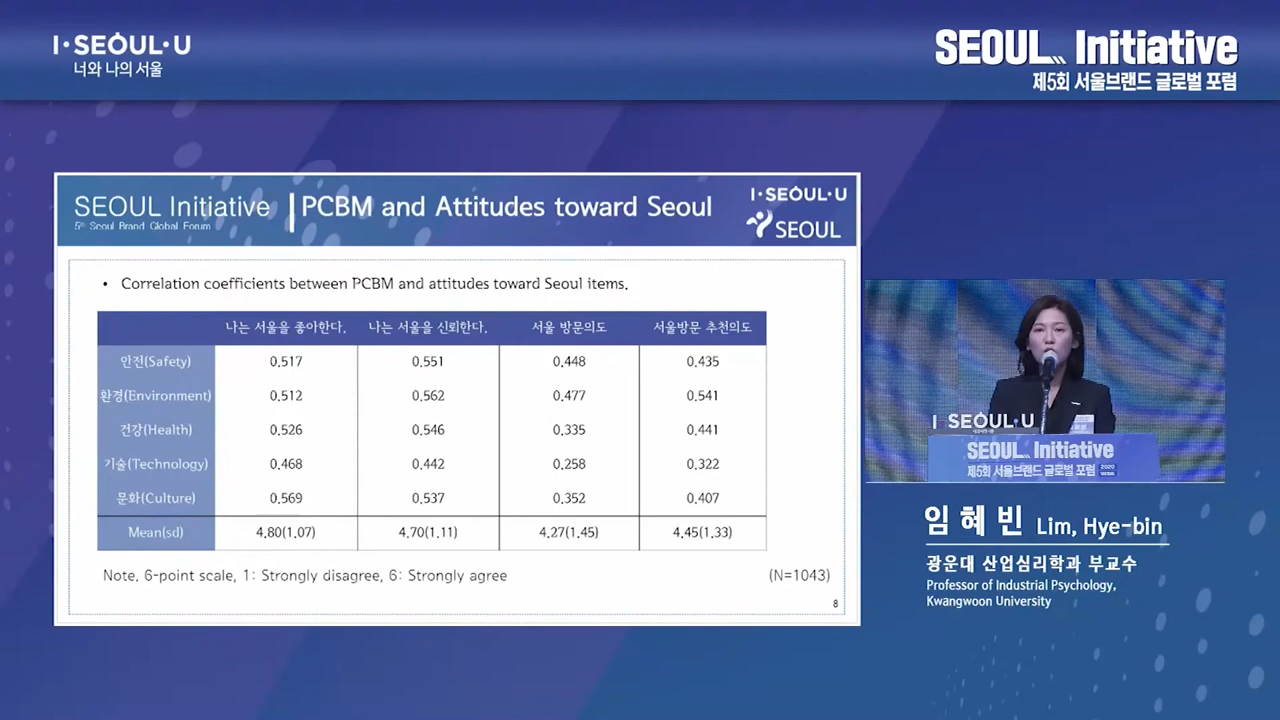 I·SEOUL·U
너와 나의 서울
SEOUL Initiative
제5회 서울브랜드 글로벌 포럼
SEOUL Initiative
5th Seoul Brand Global Forum
PCBM and Attitudes toward Seoul
I·SEOUL·U
SEOUL
• Correlation coefficients between PCBM and attitudes toward Seoul items.
나는 서울을 좋아한다. 나는 서울을 신뢰한다. 서울 방문의도 서울방문 추천의도
안전(Safety) 0.517 0.551 0.448 0.435
환경(Environment) 0.512 0.562 0.477 0.541
건강(Health) 0.526 0.546 0.335 0.441
기술(Technology) 0.468 0.442 0.258 0.322
문화(Culture) 0.569 0.537 0.352 0.407
Mean(sd) 4.80(1.07) 4.70(1.11) 4.27(1.45) 4.45(1.33)
Note. 6-point scale, 1: Strongly disagree, 6: Strongly agree (N=1043)
8
I·SEOUL·U
SEOUL Initiative
제5회 서울브랜드 글로벌 포럼 2020
임혜빈 Lim, Hye-bin
광운대 산업심리학과 부교수
Professor of Industrial Psychology,
Kwangwoon University